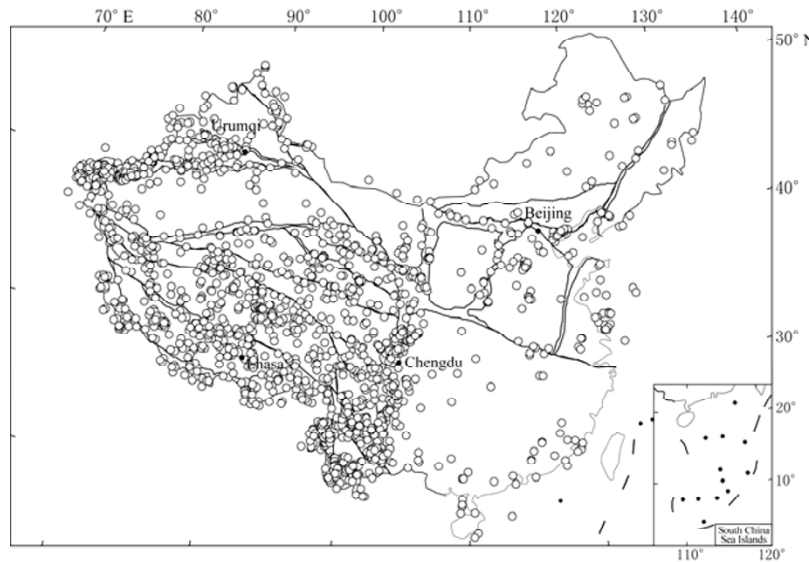 70° E 80° 90° 100° 110° 120° 130° 140°
50° N
Urumqi
40°
Beijing
30°
Lhasa
Chengdu
20°
10°
South China
Sea Islands
110° 120°